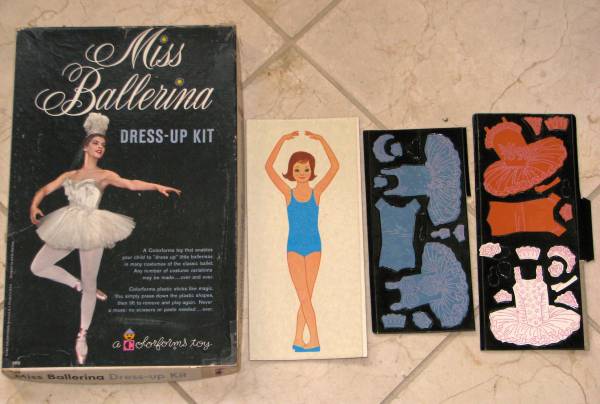 Miss
Ballerina
DRESS-UP KIT
A Colorforms toy that enables
your child to "dress up" little ballerinas
in many costumes of the classic ballet.
Any number of costume variations
may be made...over and over.
Colorforms plastic sticks like magic.
You simply press down the plastic shapes,
then lift to remove and play again. Never
a muss: no scissors or paste needed...ever.
a Colorforms toy
Miss Ballerina Dress-up Kit